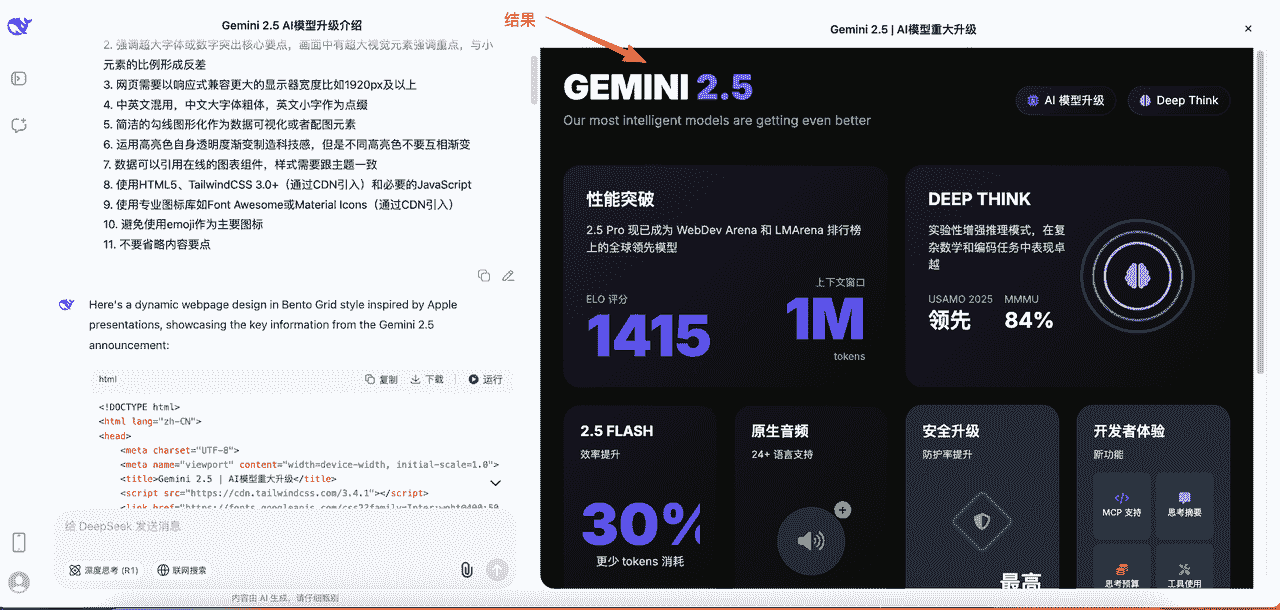 Gemini 2.5 AI模型升级介绍
2. 强调超大字体或数字突出核心要点，画面中有超大视觉元素强调重点，与小
元素的比例形成反差
3. 网页需要以响应式兼容更大的显示器宽度比如1920px及以上
4. 中英文混用，中文大字体粗体，英文小字作为点缀
5. 简洁的勾线图形化作为数据可视化或者配图元素
6. 运用高亮色自身透明度渐变制造科技感，但是不同高亮色不要互相渐变
7. 数据可以引用在线的图表组件，样式需要跟主题一致
8. 使用HTML5、TailwindCSS 3.0+（通过CDN引入）和必要的JavaScript
9. 使用专业图标库如Font Awesome或Material Icons（通过CDN引入）
10. 避免使用emoji作为主要图标
11. 不要省略内容要点
Here's a dynamic webpage design in Bento Grid style inspired by Apple
presentations, showcasing the key information from the Gemini 2.5
announcement:
html
复制
下载
运行
<!DOCTYPE html>
<html lang="zh-CN">
<head>
<meta charset="UTF-8">
<meta name="viewport" content="width=device-width, initial-scale=1.0">
<title>Gemini 2.5 | AI模型重大升级</title>
<script src="https://cdn.tailwindcss.com/3.4.1"></script>
<link href="https://fonts.googleapis.com/css2?family=Inter:wght@400;50
给 DeepSeek 发送消息
深度思考 (R1)
联网搜索
内容由 AI 生成，请仔细甄别
结果
Gemini 2.5 | AI模型重大升级
GEMINI 2.5
Our most intelligent models are getting even better
AI 模型升级
Deep Think
性能突破
2.5 Pro 现已成为 WebDev Arena 和 LMArena 排行榜
上的全球领先模型
ELO 评分
1415
上下文窗口
1M
tokens
DEEP THINK
实验性增强推理模式，在复
杂数学和编码任务中表现卓
越
USAMO 2025
领先
MMMU
84%
2.5 FLASH
效率提升
30%
更少 tokens 消耗
原生音频
24+ 语言支持
安全升级
防护率提升
最高
开发者体验
新功能
MCP 支持
思考摘要
思考预算
工具使用